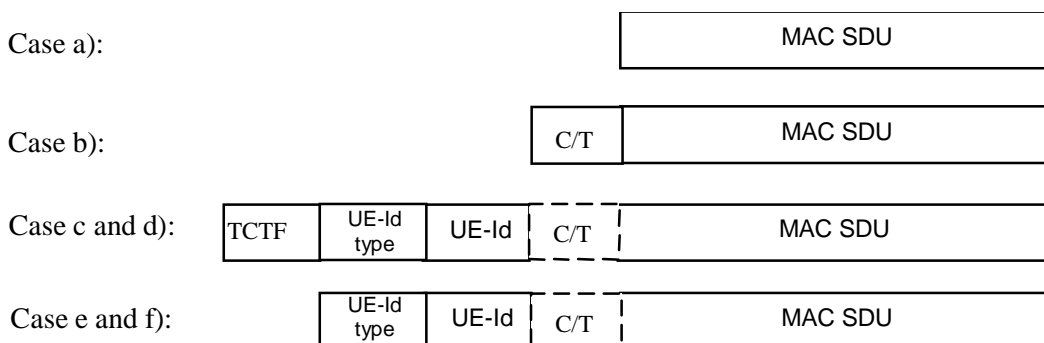 Case a): MAC SDU
Case b): C/T MAC SDU
Case c and d): TCTF UE-Id type UE-Id C/T MAC SDU
Case e and f): UE-Id type UE-Id C/T MAC SDU